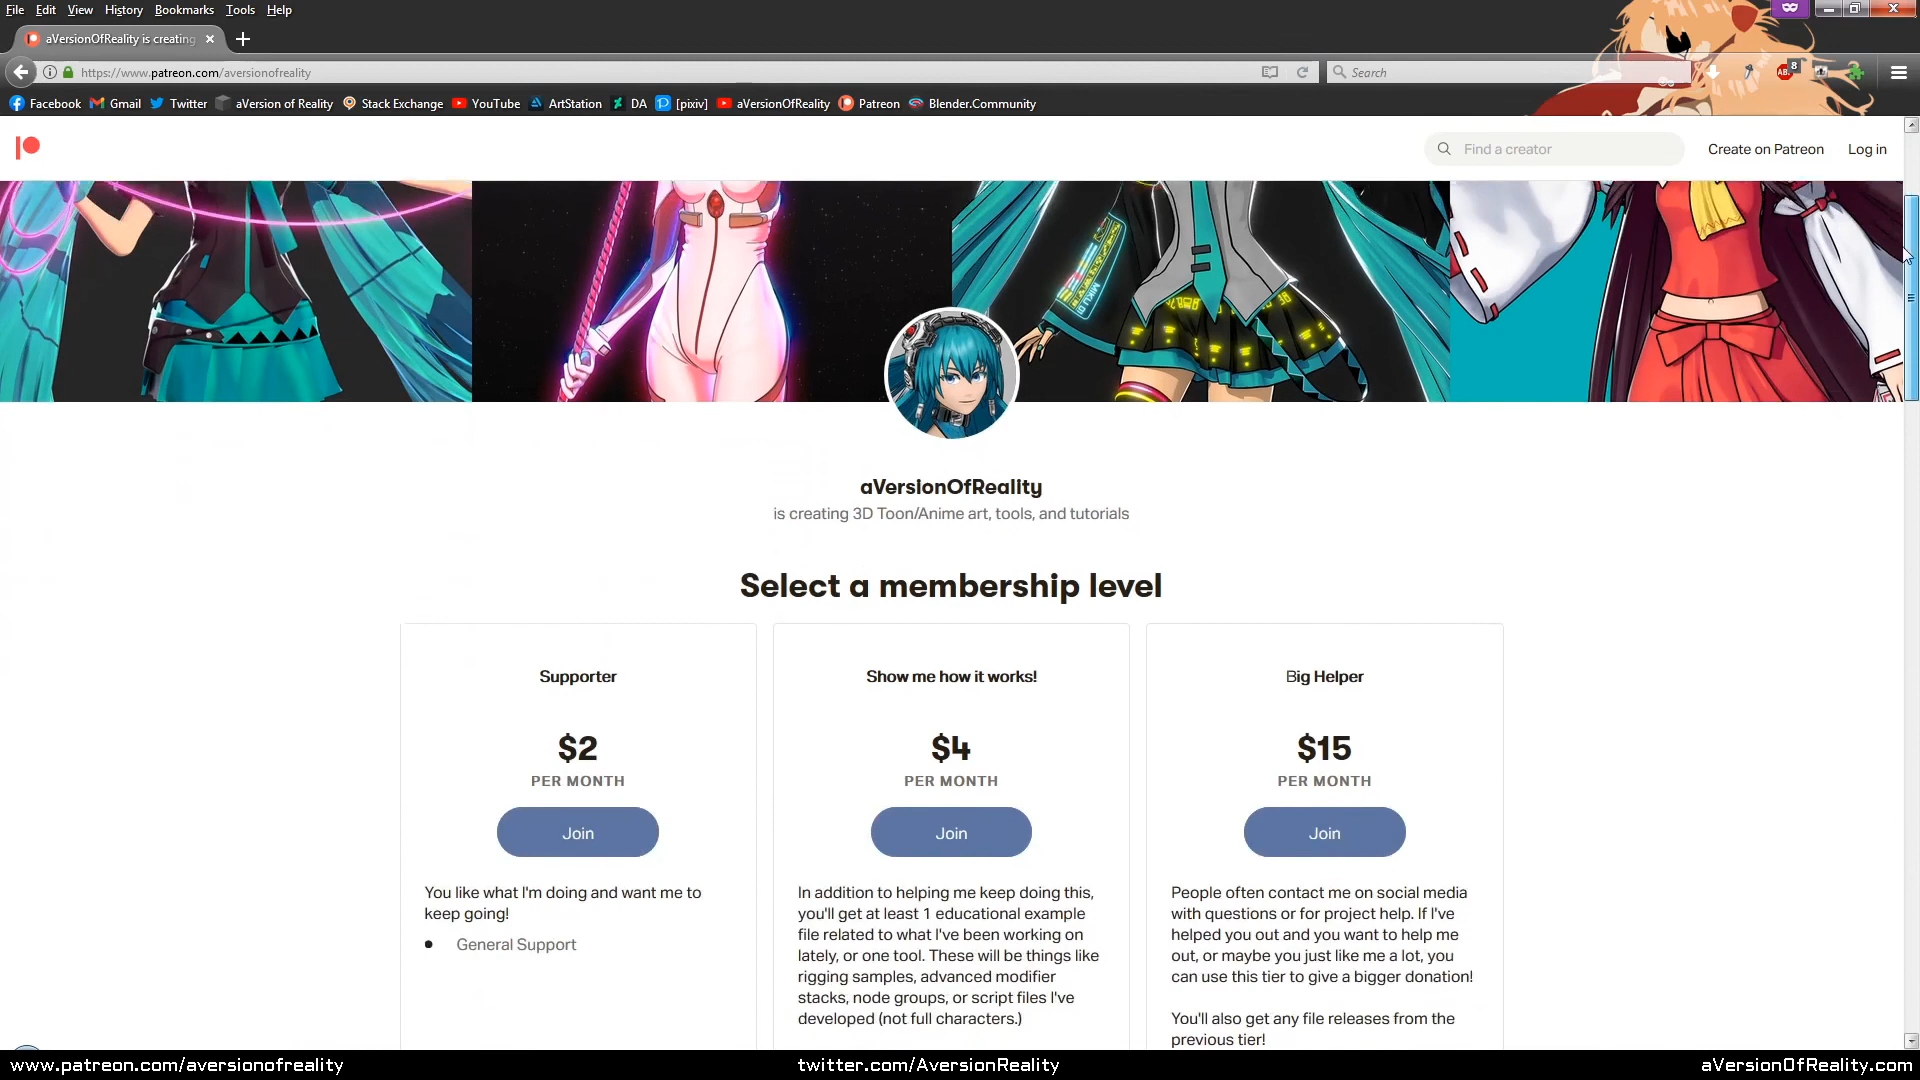 File Edit View History Bookmarks Tools Help
aVersionOfReality is creating
https://www.patreon.com/aversionofreality
Search
ABP 8
Facebook Gmail Twitter aVersion of Reality Stack Exchange YouTube ArtStation DA [pixiv] aVersionOfReality Patreon Blender.Community
Find a creator
Create on Patreon
Log in
aVersionOfReality
is creating 3D Toon/Anime art, tools, and tutorials
Select a membership level
Supporter
$2
PER MONTH
Join
You like what I'm doing and want me to
keep going!
General Support
Show me how it works!
$4
PER MONTH
Join
In addition to helping me keep doing this,
you'll get at least 1 educational example
file related to what I've been working on
lately, or one tool. These will be things like
rigging samples, advanced modifier
stacks, node groups, or script files I've
developed (not full characters.)
Big Helper
$15
PER MONTH
Join
People often contact me on social media
with questions or for project help. If I've
helped you out and you want to help me
out, or maybe you just like me a lot, you
can use this tier to give a bigger donation!
You'll also get any file releases from the
previous tier!
www.patreon.com/aversionofreality
twitter.com/AversionReality
aVersionOfReality.com